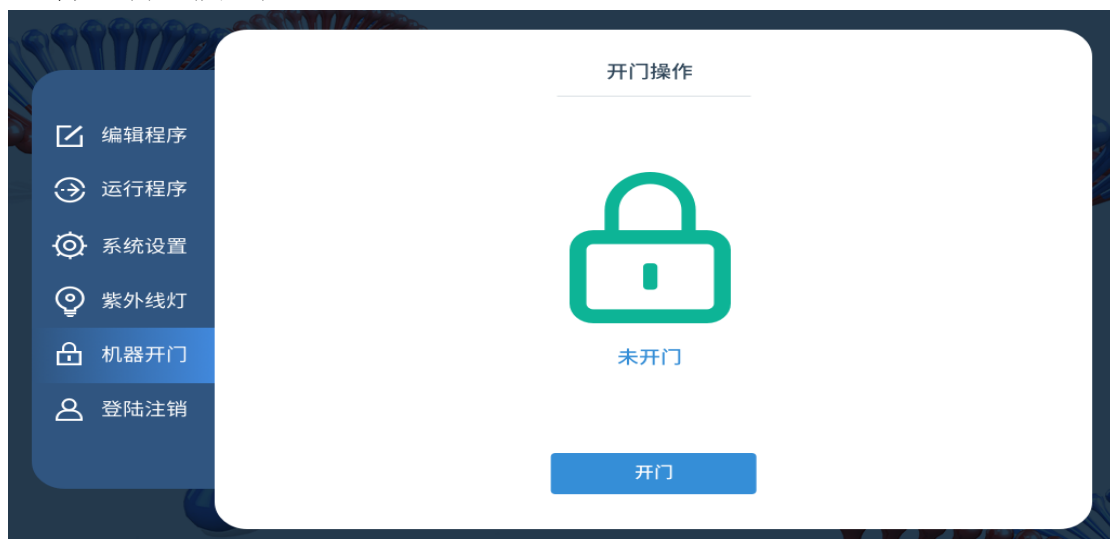 编辑程序
运行程序
系统设置
紫外线灯
机器开门
登陆注销
开门操作
未开门
开门